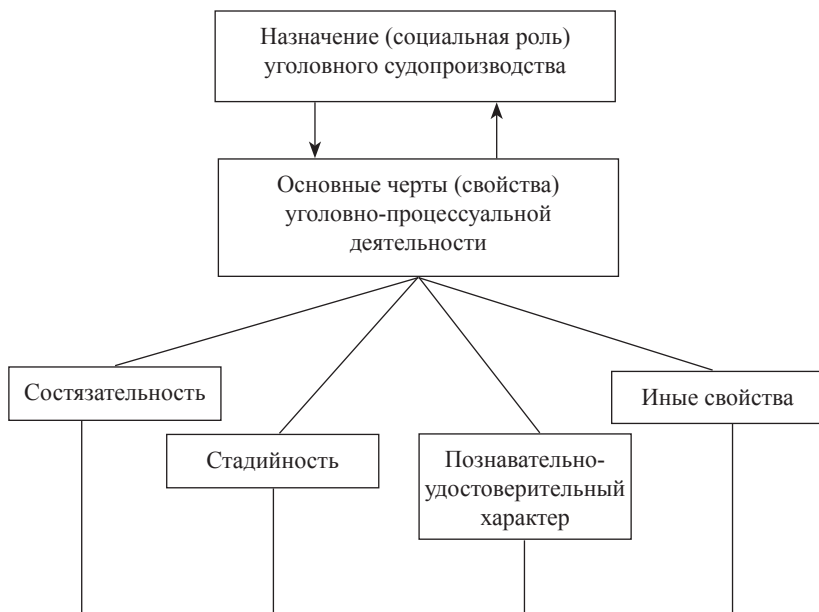 Назначение (социальная роль)
уголовного судопроизводства
Основные черты (свойства)
уголовно-процессуальной
деятельности
Состязательность
Стадийность
Познавательно-
удостоверительный
характер
Иные свойства